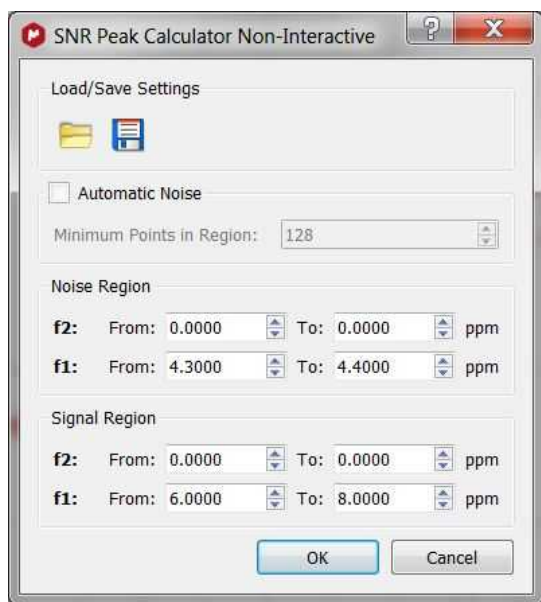 SNR Peak Calculator Non-Interactive
Load/Save Settings
Automatic Noise
Minimum Points in Region: 128
Noise Region
f2: From: 0.0000 To: 0.0000 ppm
f1: From: 4.3000 To: 4.4000 ppm
Signal Region
f2: From: 0.0000 To: 0.0000 ppm
f1: From: 6.0000 To: 8.0000 ppm
OK Cancel